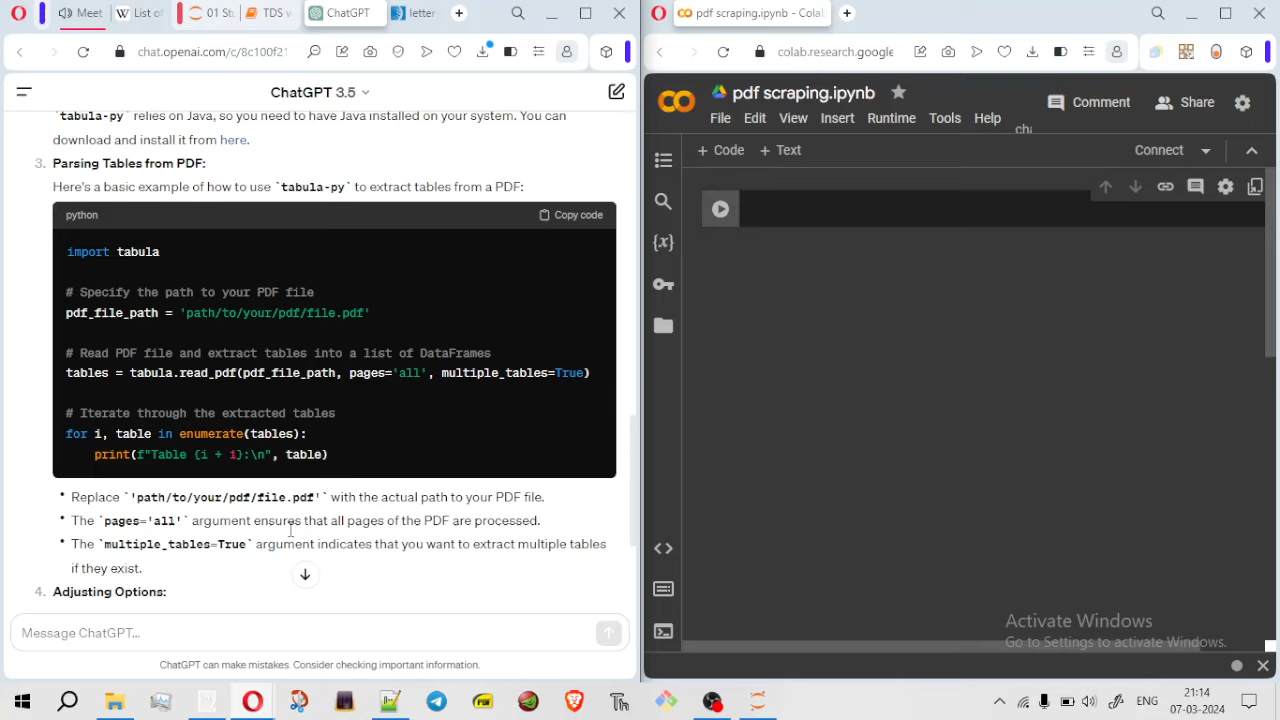 Meet
List of
01 St
TDS w
ChatGPT
letter
chat.openai.com/c/8c100f21
ChatGPT 3.5
`tabula-py` relies on Java, so you need to have Java installed on your system. You can
download and install it from here.
3. Parsing Tables from PDF:
Here's a basic example of how to use `tabula-py` to extract tables from a PDF:
python
Copy code
import tabula
# Specify the path to your PDF file
pdf_file_path = 'path/to/your/pdf/file.pdf'
# Read PDF file and extract tables into a list of DataFrames
tables = tabula.read_pdf(pdf_file_path, pages='all', multiple_tables=True)
# Iterate through the extracted tables
for i, table in enumerate(tables):
print(f"Table {i + 1}:\n", table)
• Replace `'path/to/your/pdf/file.pdf'` with the actual path to your PDF file.
• The `pages='all'` argument ensures that all pages of the PDF are processed.
• The `multiple_tables=True` argument indicates that you want to extract multiple tables
if they exist.
4. Adjusting Options:
Message ChatGPT...
ChatGPT can make mistakes. Consider checking important information.
pdf scraping.ipynb - Colab
colab.research.google
pdf scraping.ipynb
Comment
Share
File Edit View Insert Runtime Tools Help
+ Code + Text
Connect
{x}
Activate Windows
Go to Settings to activate Windows.
ENG
21:14
07-03-2024